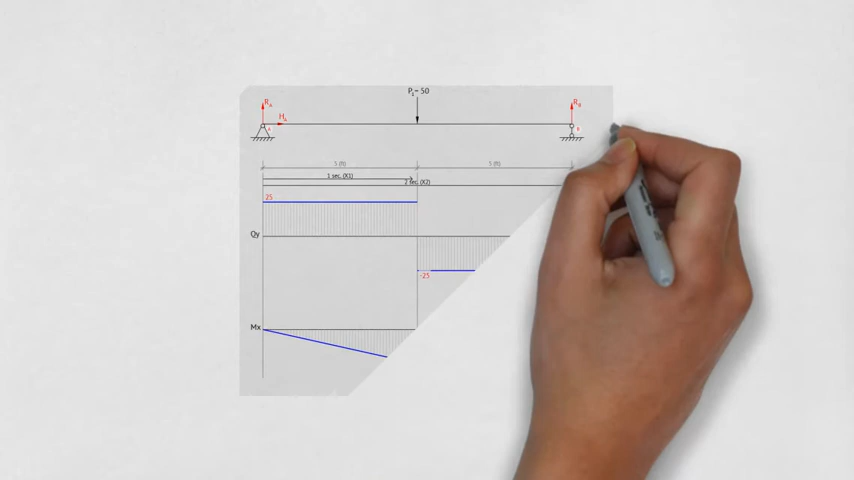 P₁= 50
R_A
R_B
H_A
A
B
5 (ft)
5 (ft)
1 sec. (X1)
2 sec. (X2)
25
Qy
-25
Mx